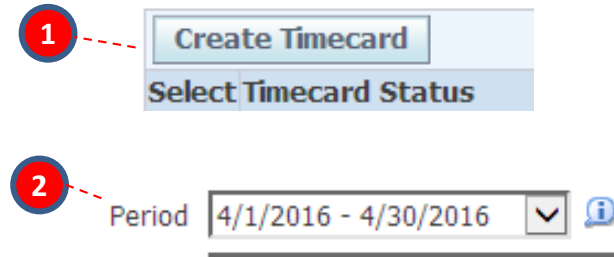 1
Create Timecard
Select Timecard Status
2
Period 4/1/2016 - 4/30/2016